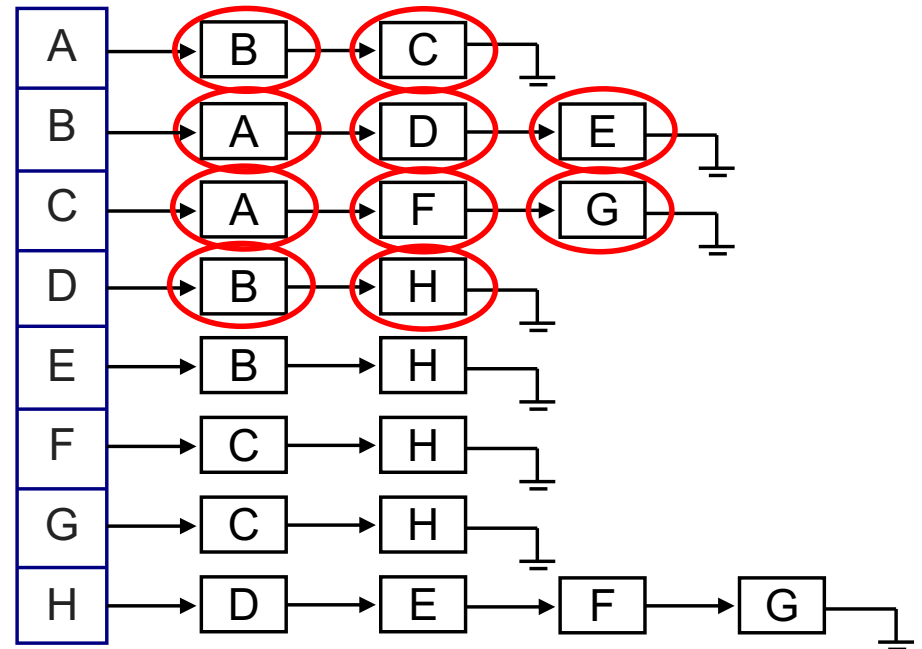 A B C
B A D E
C A F G
D B H
E B H
F C H
G C H
H D E F G